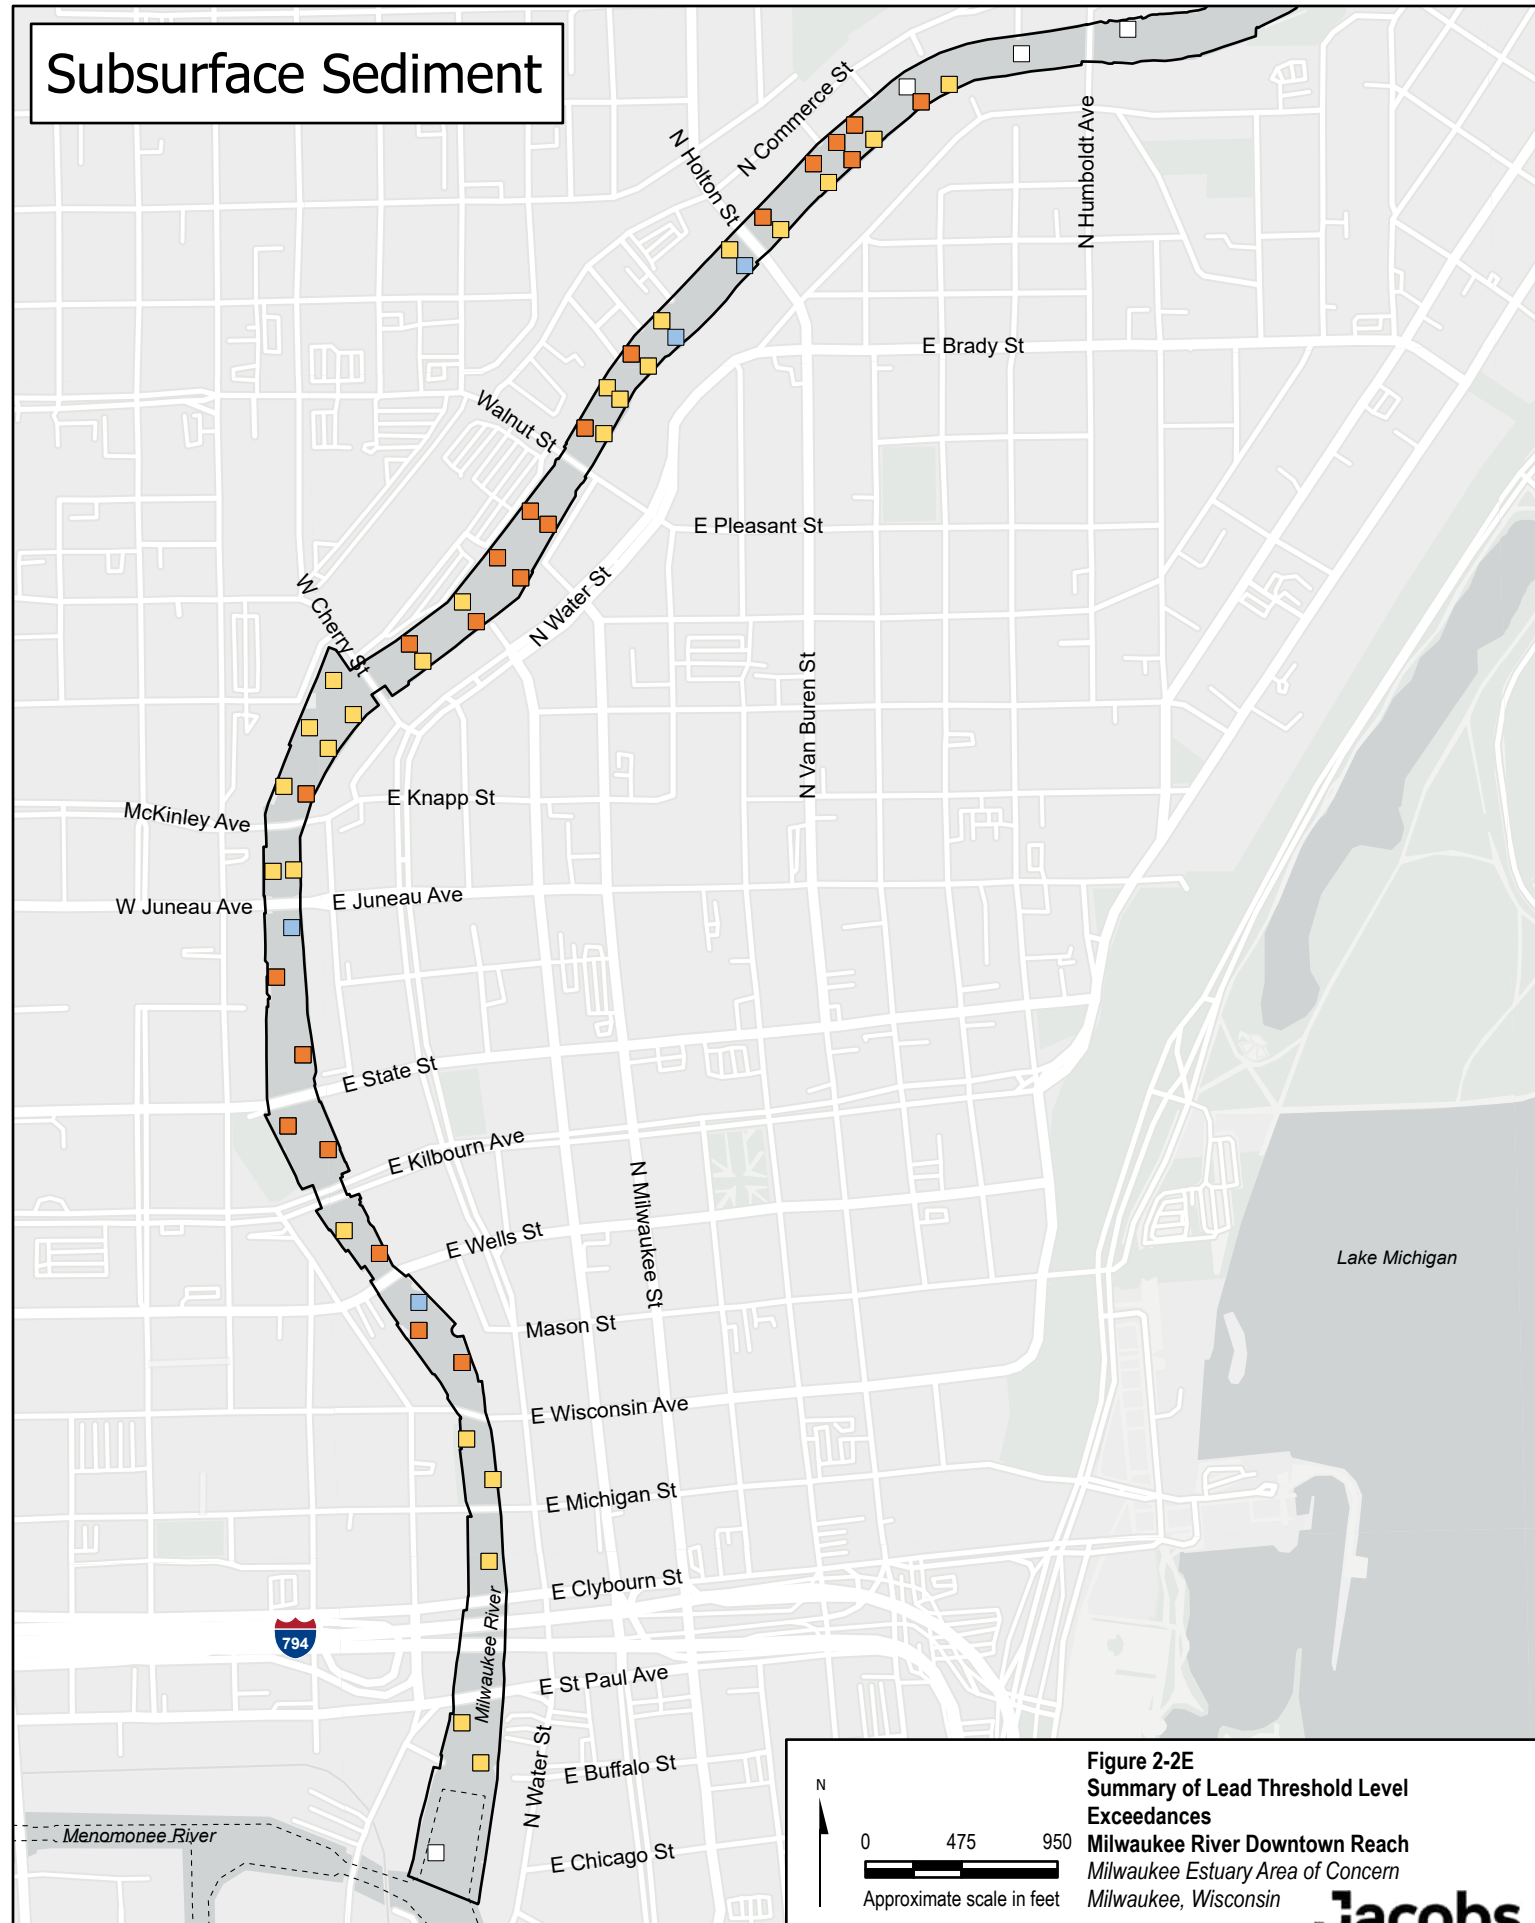 Subsurface Sediment
N Commerce St
N Holton St
N Humboldt Ave
E Brady St
Walnut St
E Pleasant St
N Water St
W Cherry St
N Van Buren St
E Knapp St
McKinley Ave
W Juneau Ave
E Juneau Ave
E State St
E Kilbourn Ave
N Milwaukee St
E Wells St
Lake Michigan
Mason St
E Wisconsin Ave
E Michigan St
E Clybourn St
Milwaukee River
794
E St Paul Ave
N Water St
E Buffalo St
Menomonee River
E Chicago St
N
0 475 950
Approximate scale in feet
Figure 2-2E
Summary of Lead Threshold Level
Exceedances
Milwaukee River Downtown Reach
Milwaukee Estuary Area of Concern
Milwaukee, Wisconsin
Jacobs